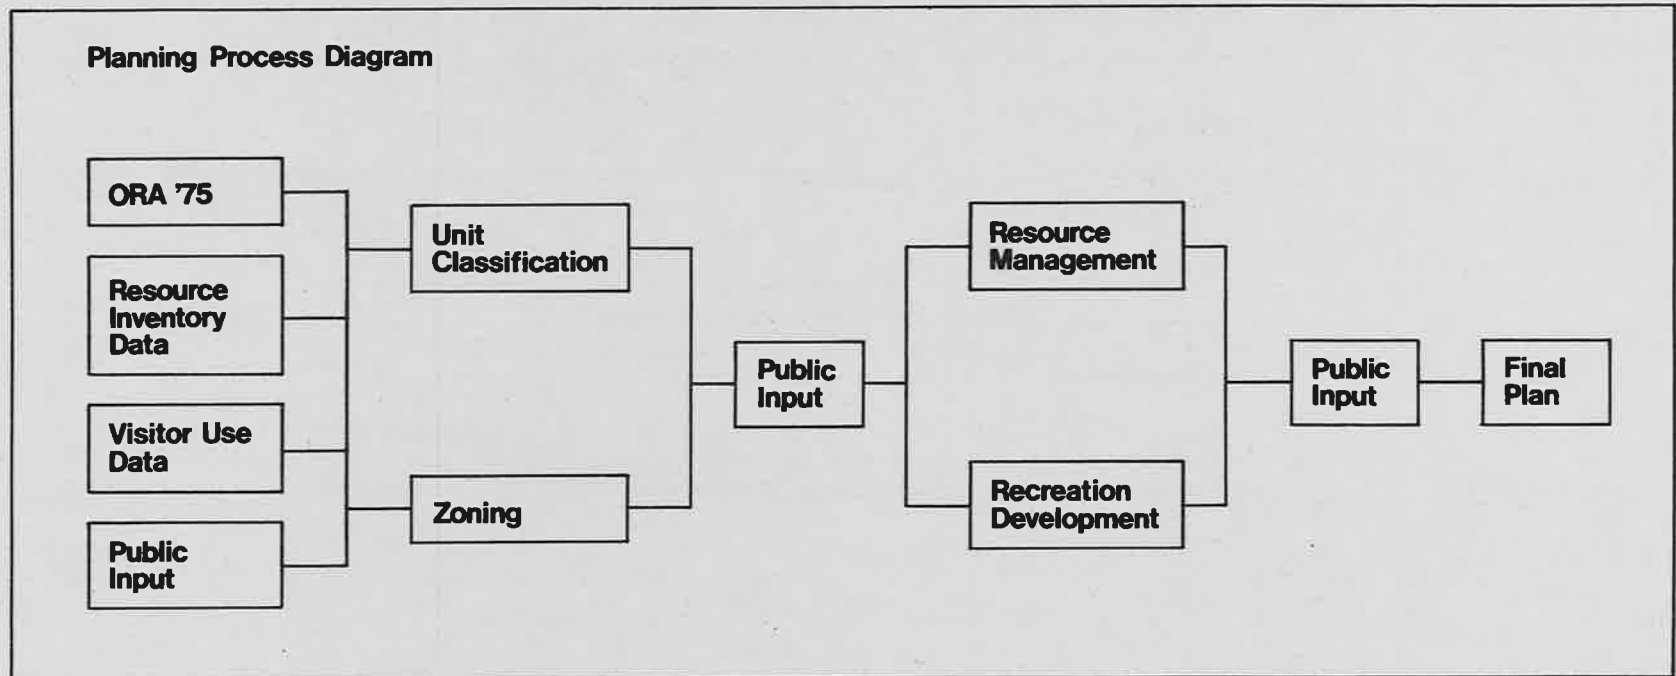 Planning Process Diagram
ORA '75
Resource
Inventory
Data
Visitor Use
Data
Public
Input
Unit
Classification
Zoning
Public
Input
Resource
Management
Recreation
Development
Public
Input
Final
Plan